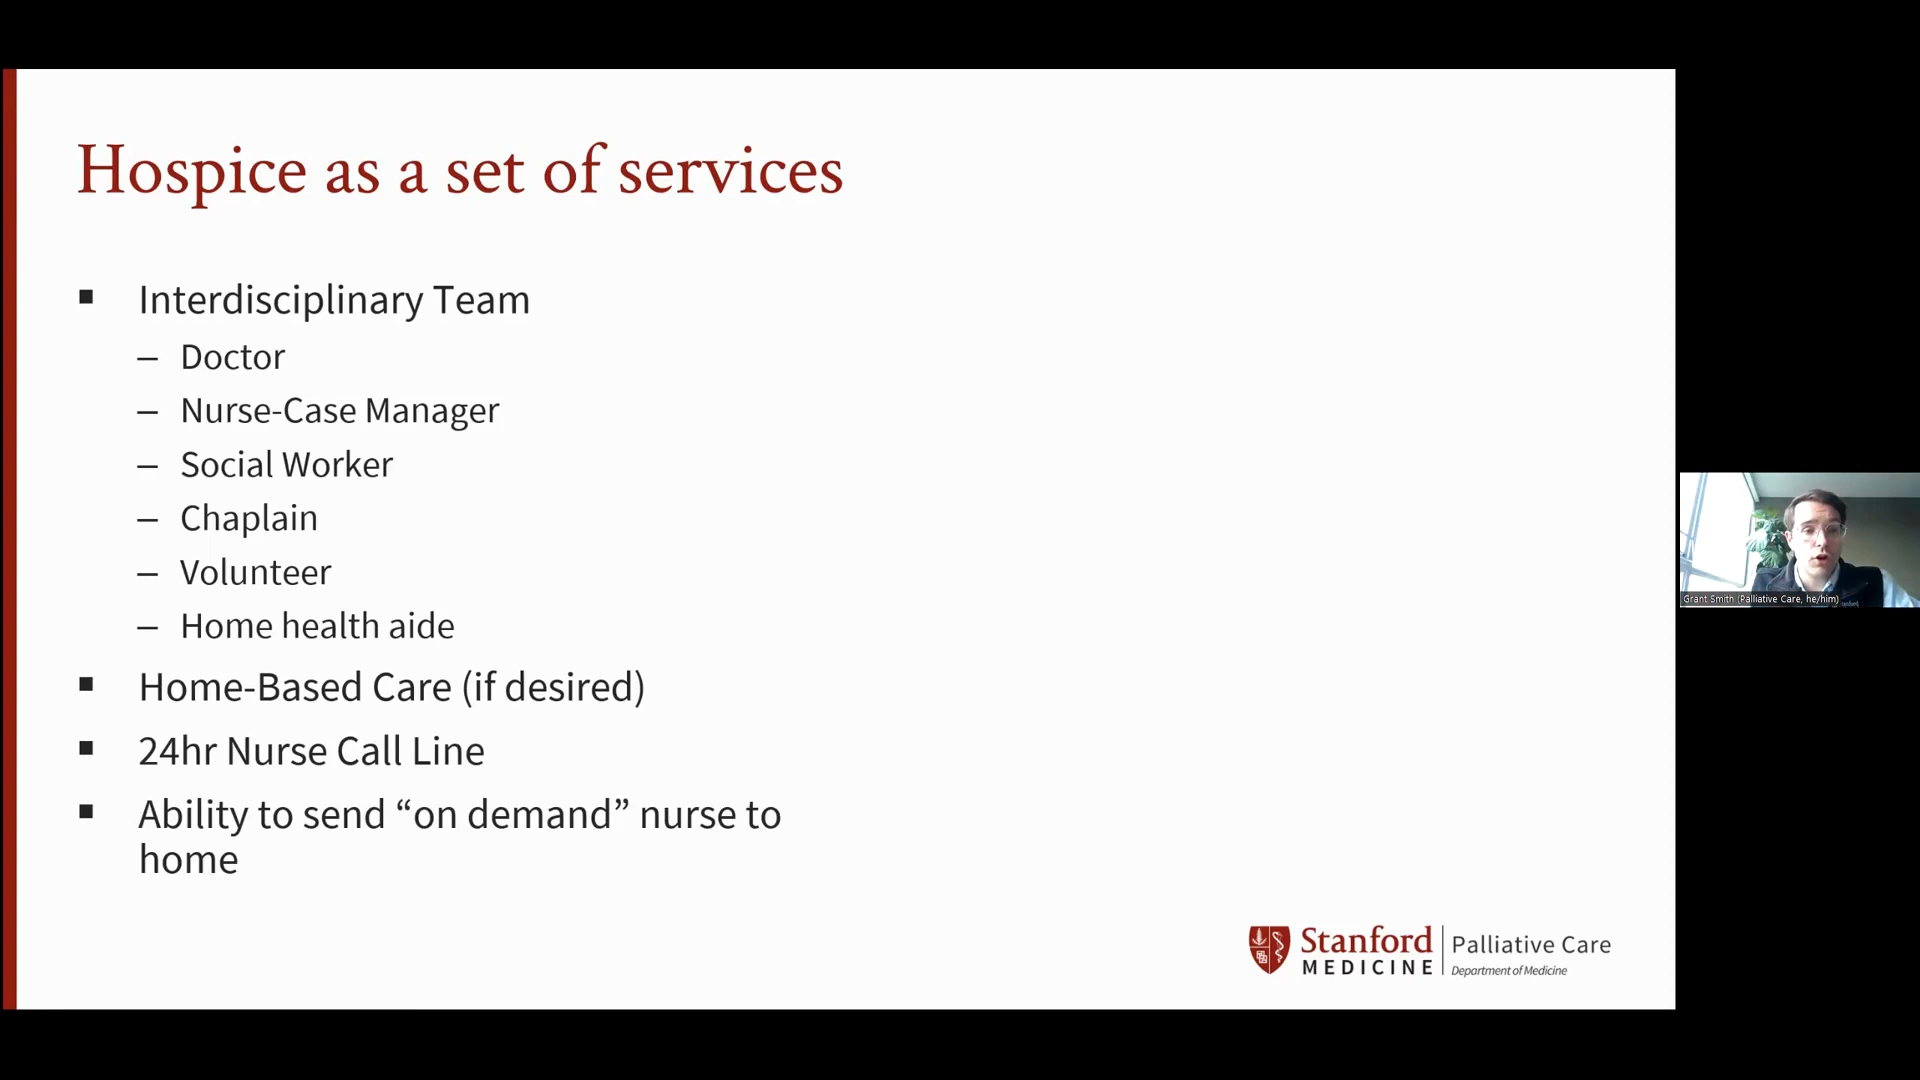 Hospice as a set of services
▪ Interdisciplinary Team
– Doctor
– Nurse-Case Manager
– Social Worker
– Chaplain
– Volunteer
– Home health aide
▪ Home-Based Care (if desired)
▪ 24hr Nurse Call Line
▪ Ability to send “on demand” nurse to
home
Stanford
MEDICINE
Palliative Care
Department of Medicine
Grant Smith (Palliative Care, he/him)